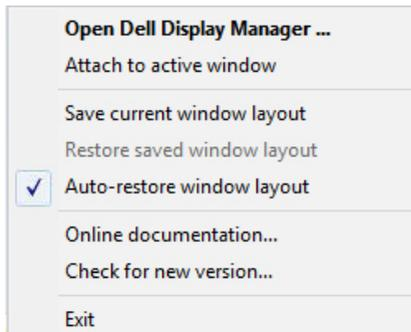 Open Dell Display Manager ...
Attach to active window
Save current window layout
Restore saved window layout
Auto-restore window layout
Online documentation...
Check for new version...
Exit